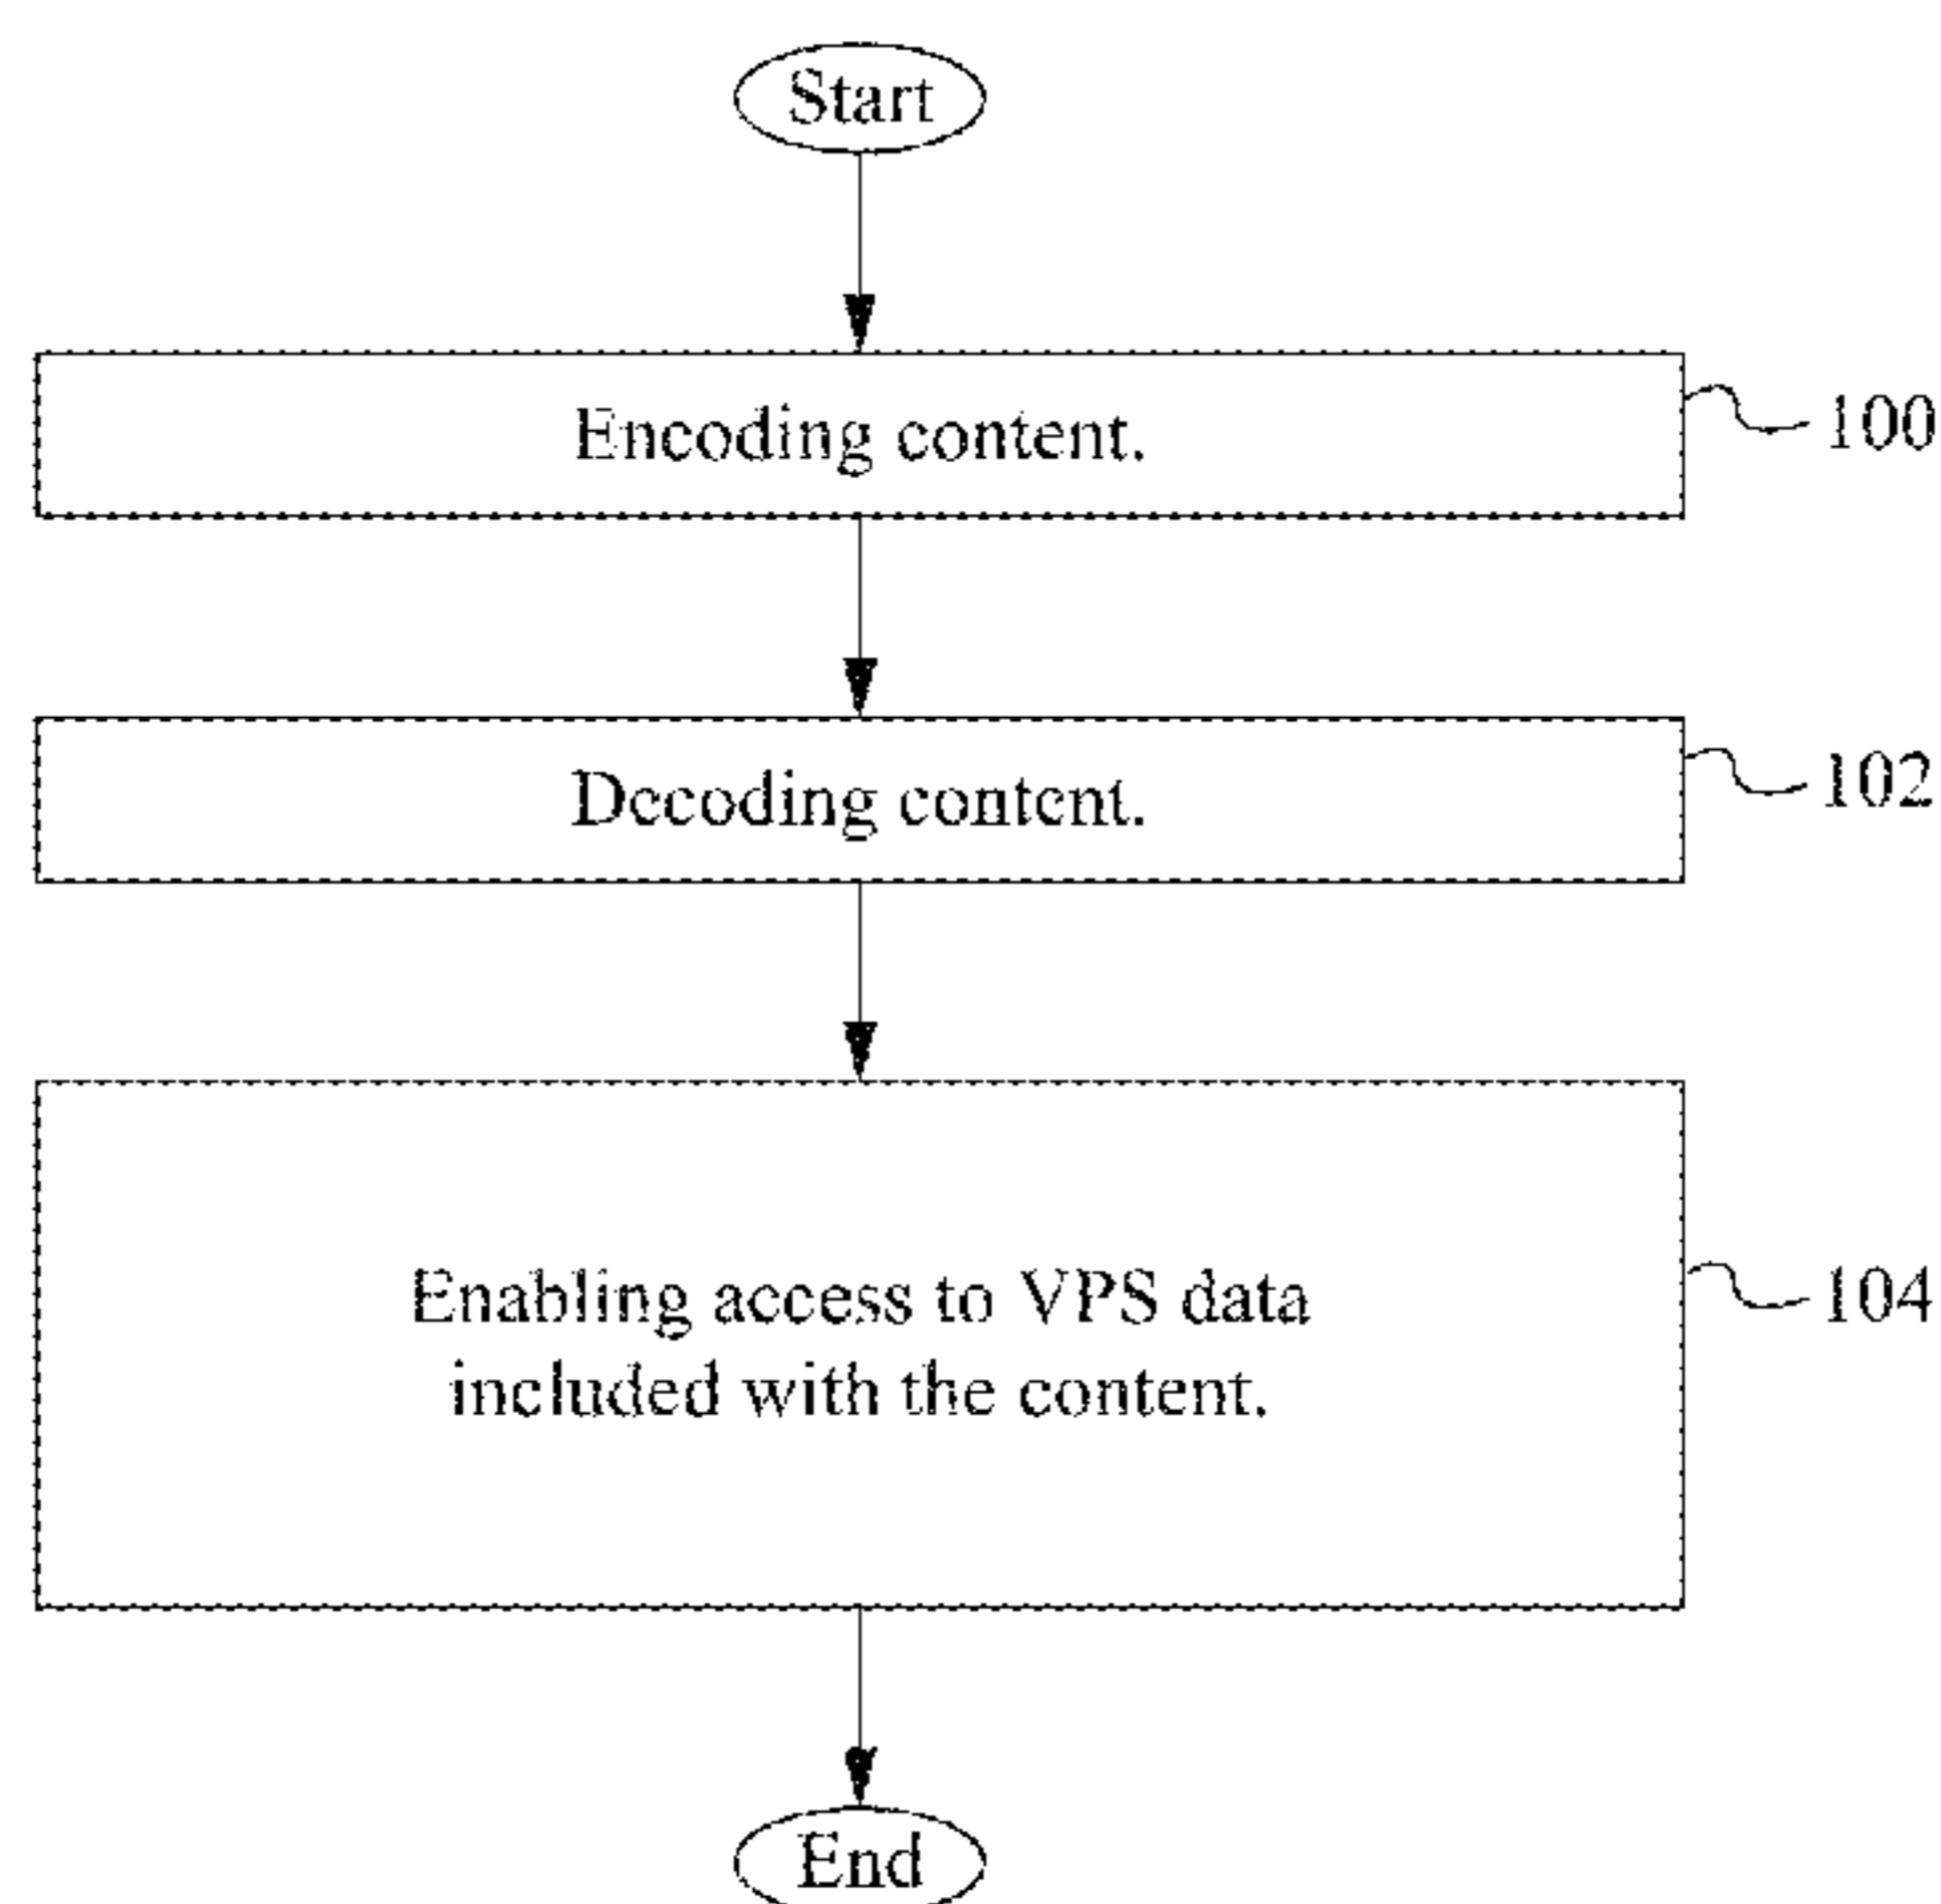 Start
Encoding content.
100
Decoding content.
102
Enabling access to VPS data
included with the content.
104
End